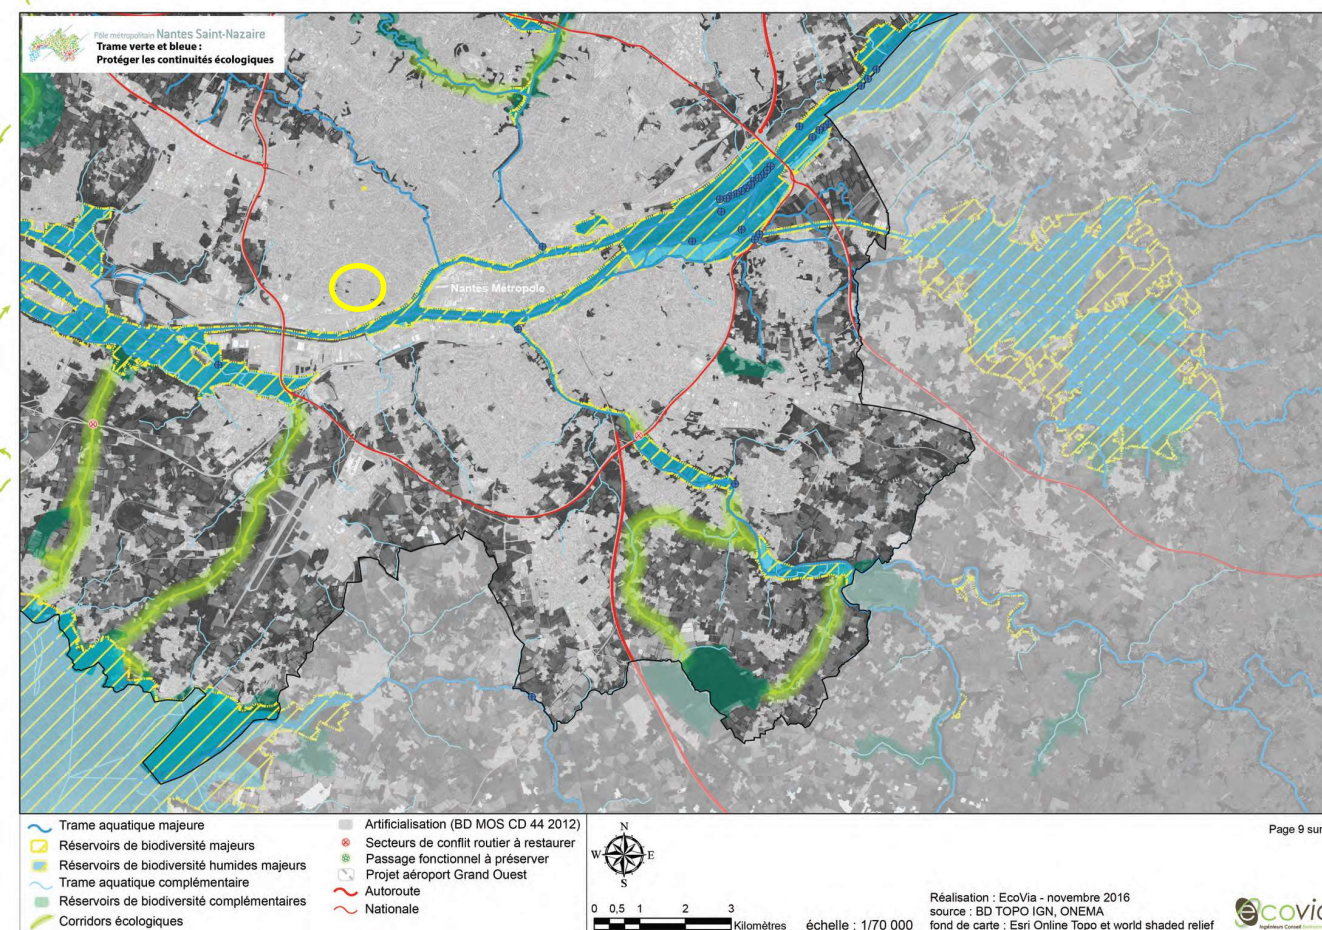 Pôle métropolitain Nantes Saint-Nazaire
Trame verte et bleue :
Protéger les continuités écologiques
Nantes Métropole
Trame aquatique majeure
Réservoirs de biodiversité majeurs
Réservoirs de biodiversité humides majeurs
Trame aquatique complémentaire
Réservoirs de biodiversité complémentaires
Corridors écologiques
Artificialisation (BD MOS CD 44 2012)
Secteurs de conflit routier à restaurer
Passage fonctionnel à préserver
Projet aéroport Grand Ouest
Autoroute
Nationale
N
W E
S
0 0,5 1 2 3
Kilomètres
échelle : 1/70 000
Page 9 sur
Réalisation : EcoVia - novembre 2016
source : BD TOPO IGN, ONEMA
fond de carte : Esri Online Topo et world shaded relief
ecovia